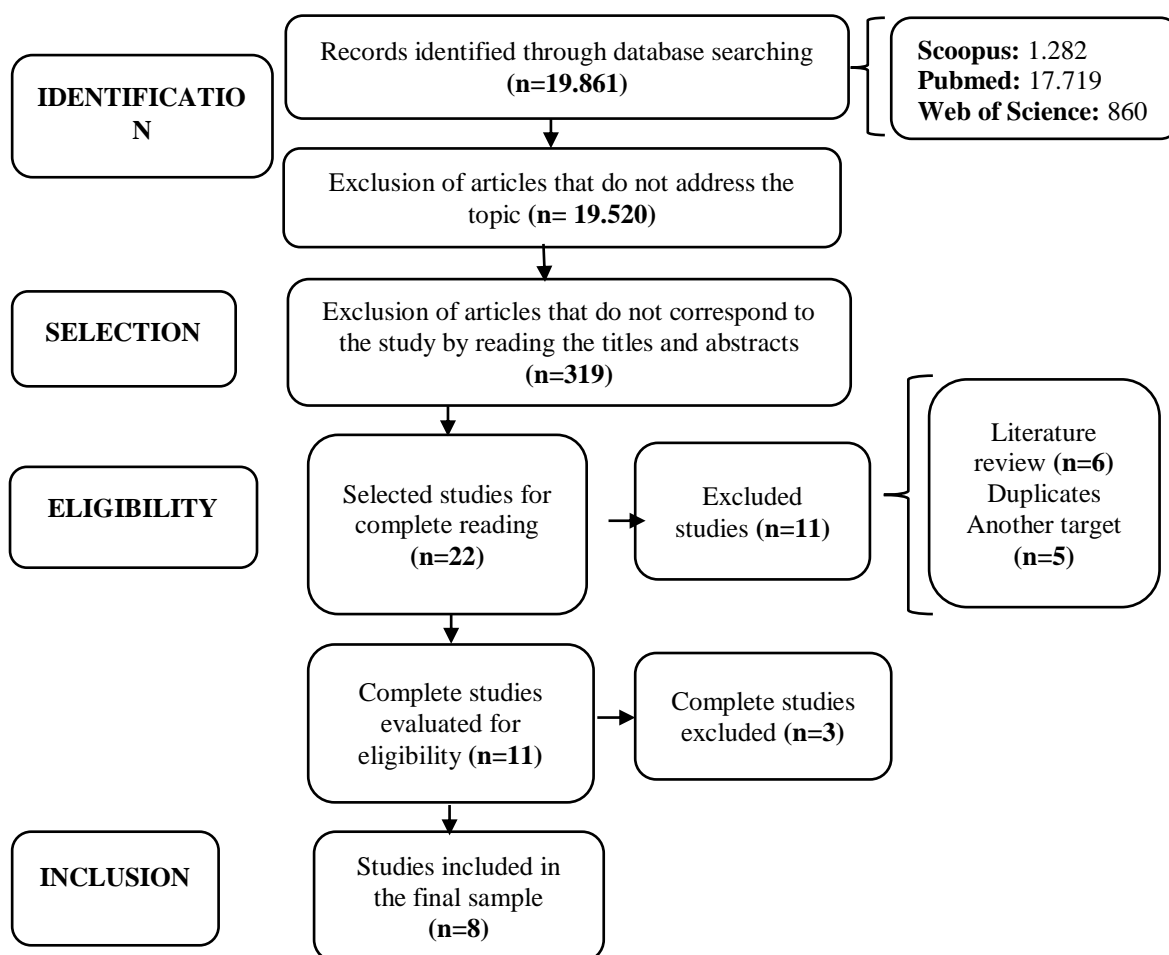 Records identified through database searching
(n=19.861)
Scoopus: 1.282
Pubmed: 17.719
Web of Science: 860
IDENTIFICATIO
N
Exclusion of articles that do not address the
topic (n= 19.520)
SELECTION
Exclusion of articles that do not correspond to
the study by reading the titles and abstracts
(n=319)
ELIGIBILITY
Selected studies for
complete reading
(n=22)
Excluded
studies (n=11)
Literature
review (n=6)
Duplicates
Another target
(n=5)
Complete studies
evaluated for
eligibility (n=11)
Complete studies
excluded (n=3)
INCLUSION
Studies included in
the final sample
(n=8)